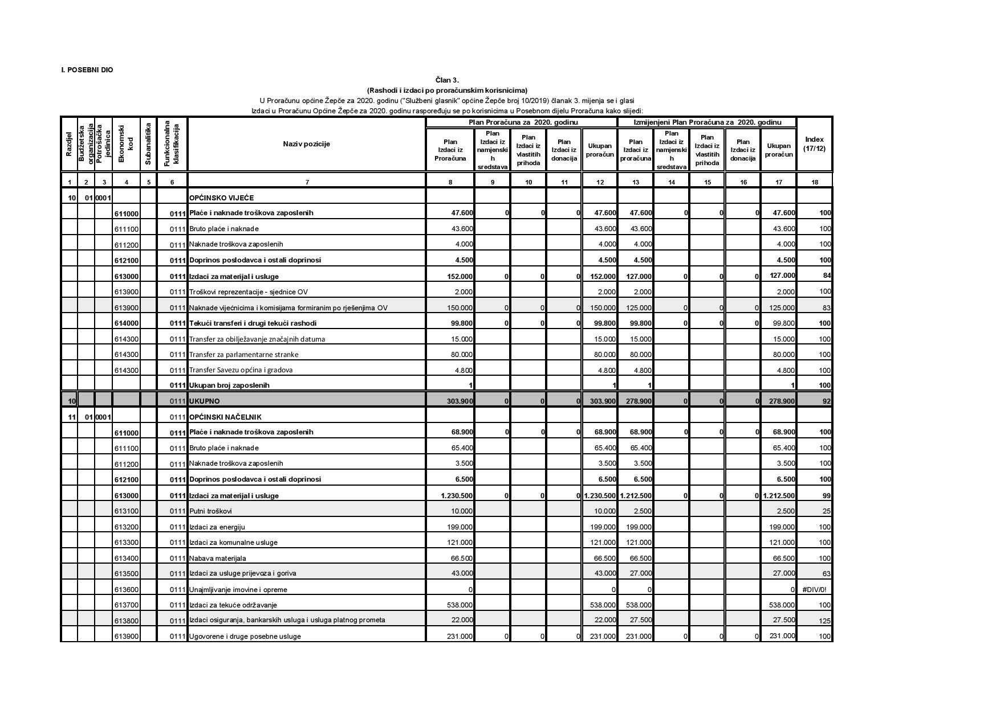 I. POSEBNI DIO
Član 3.
(Rashodi i izdaci po proračunskim korisnicima)
U Proračunu općine Žepče za 2020. godinu ("Službeni glasnik" općine Žepče broj 10/2019) članak 3. mijenja se i glasi
Izdaci u Proračunu Općine Žepče za 2020. godinu raspoređuju se po korisnicima u Posebnom dijelu Proračuna kako slijedi:
Razdjel
Budžetska
organizacija
Potrošačka
jedinica
Ekonomski
kod
Subanalitika
Funkcionalna
klasifikacija
Naziv pozicije
Plan Proračuna za 2020. godinu
Izmijenjeni Plan Proračuna za 2020. godinu
Plan
Izdaci iz
Proračuna
Plan
Izdaci iz
namjenski
h
sredstava
Plan
Izdaci iz
vlastitih
prihoda
Plan
Izdaci iz
donacija
Ukupan
proračun
Plan
Izdaci iz
proračuna
Plan
Izdaci iz
namjenski
h
sredstava
Plan
Izdaci iz
vlastitih
prihoda
Plan
Izdaci iz
donacija
Ukupan
proračun
Index
(17/12)
1 2 3 4 5 6 7 8 9 10 11 12 13 14 15 16 17 18
10 01 0001 OPĆINSKO VIJEĆE
611000 0111 Plaće i naknade troškova zaposlenih 47.600 0 0 0 47.600 47.600 0 0 0 47.600 100
611100 0111 Bruto plaće i naknade 43.600 43.600 43.600 43.600 100
611200 0111 Naknade troškova zaposlenih 4.000 4.000 4.000 4.000 100
612100 0111 Doprinos poslodavca i ostali doprinosi 4.500 4.500 4.500 4.500 100
613000 0111 Izdaci za materijal i usluge 152.000 0 0 0 152.000 127.000 0 0 0 127.000 84
613900 0111 Troškovi reprezentacije - sjednice OV 2.000 2.000 2.000 2.000 100
613900 0111 Naknade vijećnicima i komisijama formiranim po rješenjima OV 150.000 0 0 0 150.000 125.000 0 0 0 125.000 83
614000 0111 Tekući transferi i drugi tekući rashodi 99.800 0 0 0 99.800 99.800 0 0 0 99.800 100
614300 0111 Transfer za obilježavanje značajnih datuma 15.000 15.000 15.000 15.000 100
614300 0111 Transfer za parlamentarne stranke 80.000 80.000 80.000 80.000 100
614300 0111 Transfer Savezu općina i gradova 4.800 4.800 4.800 4.800 100
0111 Ukupan broj zaposlenih 1 1 1 1 100
10 0111 UKUPNO 303.900 0 0 0 303.900 278.900 0 0 0 278.900 92
11 01 0001 0111 OPĆINSKI NAČELNIK
611000 0111 Plaće i naknade troškova zaposlenih 68.900 0 0 0 68.900 68.900 0 0 0 68.900 100
611100 0111 Bruto plaće i naknade 65.400 65.400 65.400 65.400 100
611200 0111 Naknade troškova zaposlenih 3.500 3.500 3.500 3.500 100
612100 0111 Doprinos poslodavca i ostali doprinosi 6.500 6.500 6.500 6.500 100
613000 0111 Izdaci za materijal i usluge 1.230.500 0 0 0 1.230.500 1.212.500 0 0 0 1.212.500 99
613100 0111 Putni troškovi 10.000 10.000 2.500 2.500 25
613200 0111 Izdaci za energiju 199.000 199.000 199.000 199.000 100
613300 0111 Izdaci za komunalne usluge 121.000 121.000 121.000 121.000 100
613400 0111 Nabava materijala 66.500 66.500 66.500 66.500 100
613500 0111 Izdaci za usluge prijevoza i goriva 43.000 43.000 27.000 27.000 63
613600 0111 Unajmljivanje imovine i opreme 0 0 0 0 #DIV/0!
613700 0111 Izdaci za tekuće održavanje 538.000 538.000 538.000 538.000 100
613800 0111 Izdaci osiguranja, bankarskih usluga i usluga platnog prometa 22.000 22.000 27.500 27.500 125
613900 0111 Ugovorene i druge posebne usluge 231.000 0 0 0 231.000 231.000 0 0 0 231.000 100